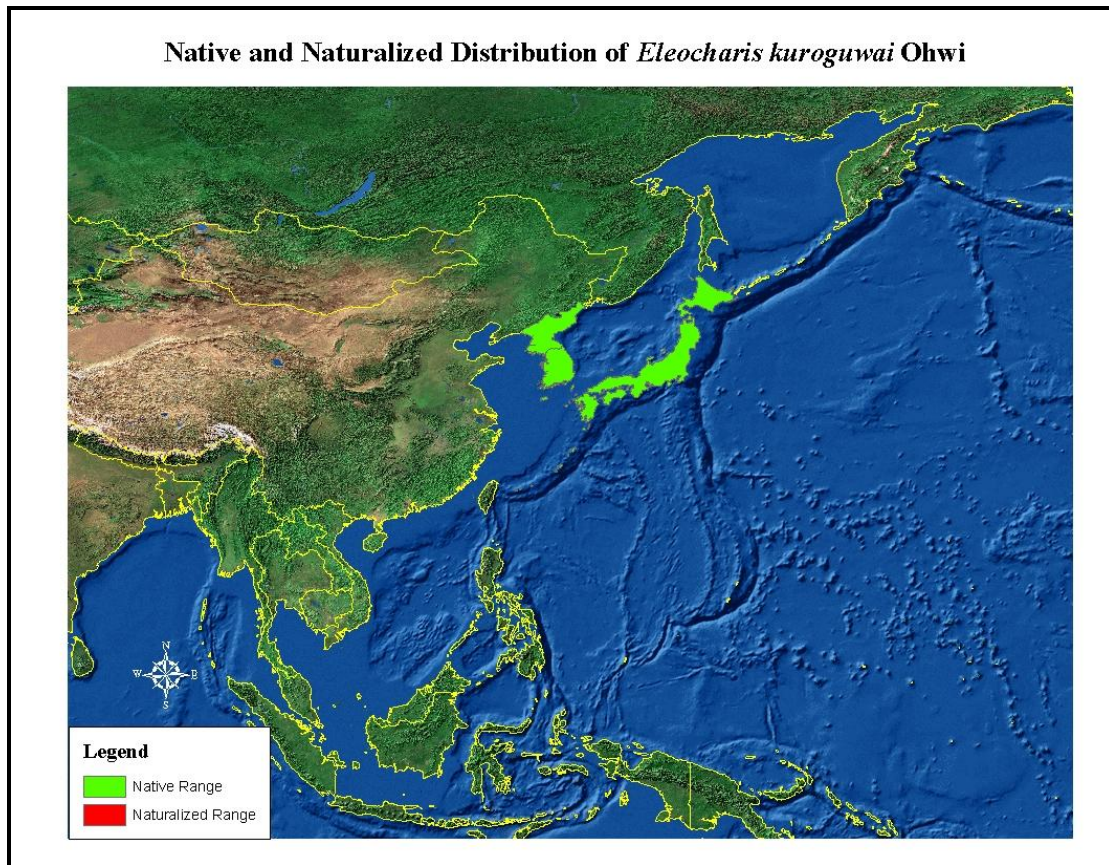 Native and Naturalized Distribution of Eleocharis kuroguwai Ohwi
N
W E
S
Legend
Native Range
Naturalized Range